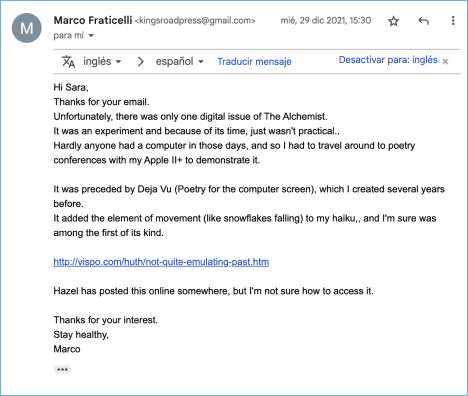 M
Marco Fraticelli <kingsroadpress@gmail.com> mié, 29 dic 2021, 15:30
para mí
inglés > español Traducir mensaje Desactivar para: inglés ×
Hi Sara,
Thanks for your email.
Unfortunately, there was only one digital issue of The Alchemist.
It was an experiment and because of its time, just wasn't practical..
Hardly anyone had a computer in those days, and so I had to travel around to poetry
conferences with my Apple II+ to demonstrate it.
It was preceded by Deja Vu (Poetry for the computer screen), which I created several years
before.
It added the element of movement (like snowflakes falling) to my haiku,, and I'm sure was
among the first of its kind.
http://vispo.com/huth/not-quite-emulating-past.htm
Hazel has posted this online somewhere, but I'm not sure how to access it.
Thanks for your interest.
Stay healthy,
Marco